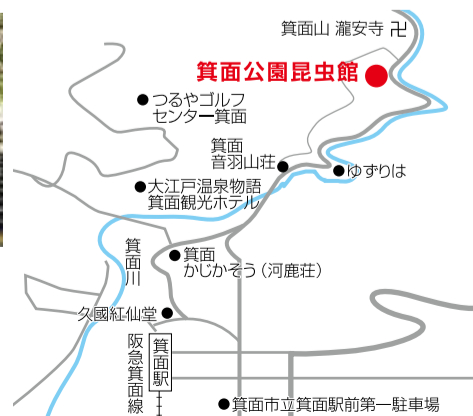 箕面山 瀧安寺 卍
箕面公園昆虫館
つるやゴルフ
センター箕面
箕面
音羽山荘
ゆずりは
大江戸温泉物語
箕面観光ホテル
箕面川
箕面
かじかそう（河鹿荘）
久國紅仙堂
箕面駅
阪急箕面線
箕面市立箕面駅前第一駐車場